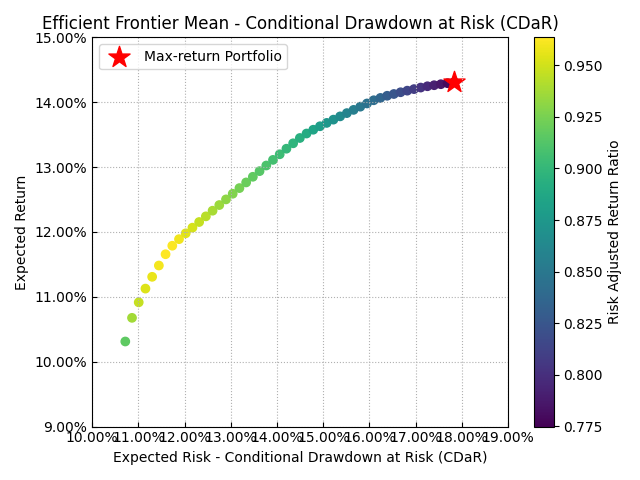 Efficient Frontier Mean - Conditional Drawdown at Risk (CDaR)
Max-return Portfolio
15.00%
14.00%
13.00%
12.00%
11.00%
10.00%
9.00%
Expected Return
10.00% 11.00% 12.00% 13.00% 14.00% 15.00% 16.00% 17.00% 18.00% 19.00%
Expected Risk - Conditional Drawdown at Risk (CDaR)
0.950
0.925
0.900
0.875
0.850
0.825
0.800
0.775
Risk Adjusted Return Ratio